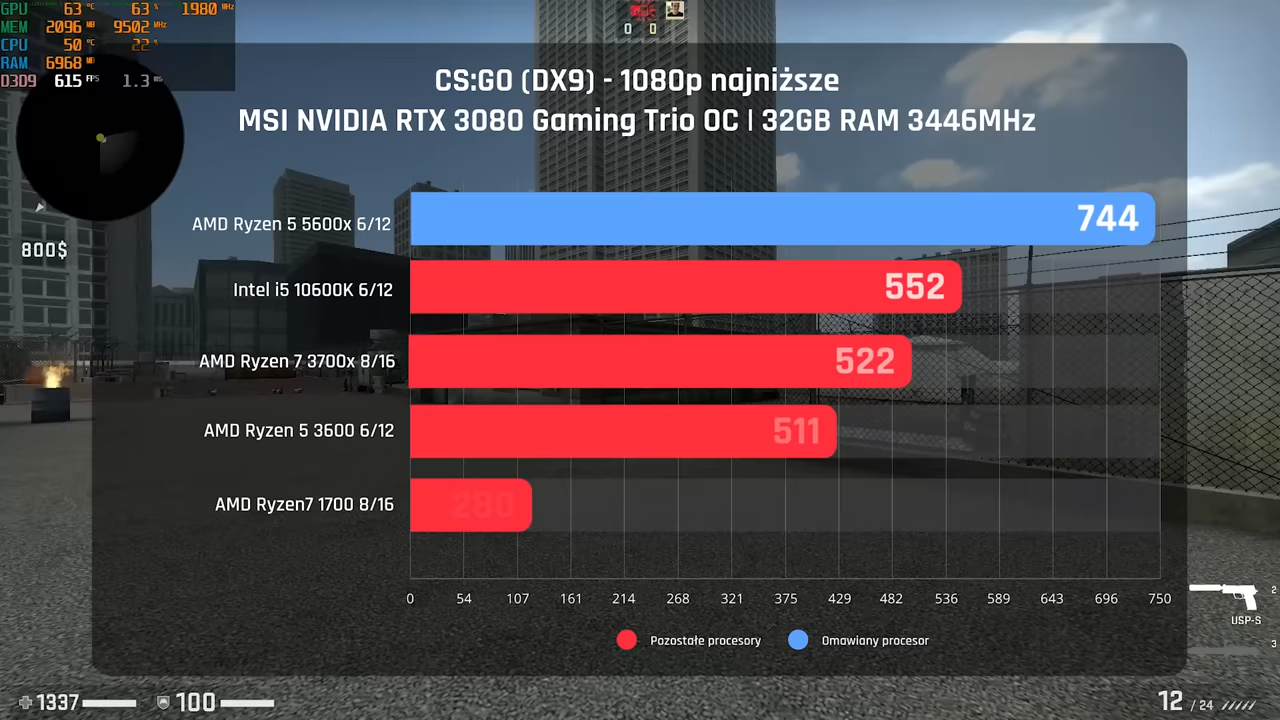 GPU 63 °C 63 % 1980 MHz
MEM 2096 MB 9502 MHz
CPU 50 °C 22 %
RAM 6968 MB
D3D9 615 FPS 1.3 ms
0 0
CS:GO (DX9) - 1080p najniższe
MSI NVIDIA RTX 3080 Gaming Trio OC | 32GB RAM 3446MHz
800$
AMD Ryzen 5 5600x 6/12 744
Intel i5 10600K 6/12 552
AMD Ryzen 7 3700x 8/16 522
AMD Ryzen 5 3600 6/12 511
AMD Ryzen7 1700 8/16 280
0 54 107 161 214 268 321 375 429 482 536 589 643 696 750
2
USP-S
3
Pozostałe procesory Omawiany procesor
1337 100 12 / 24